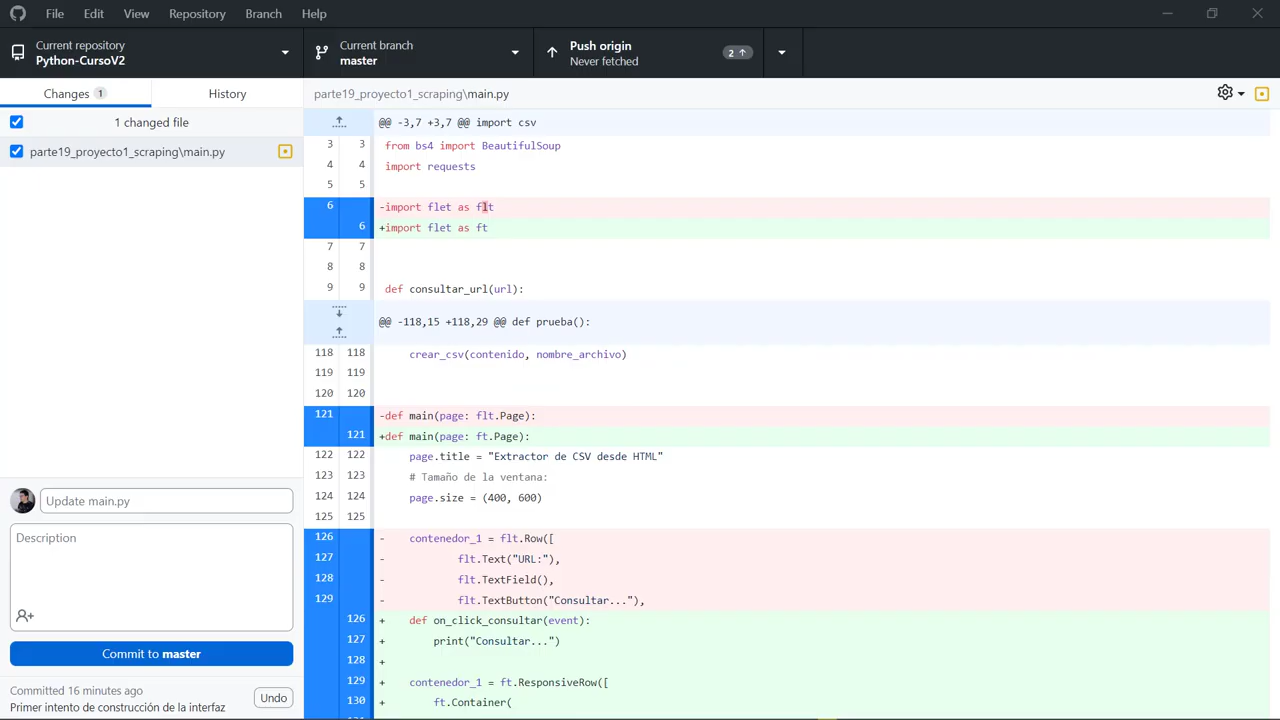 File Edit View Repository Branch Help
Current repository
Python-CursoV2
Current branch
master
Push origin
Never fetched
2
Changes 1
History
parte19_proyecto1_scraping\main.py
1 changed file
parte19_proyecto1_scraping\main.py
@@ -3,7 +3,7 @@ import csv
3 3 from bs4 import BeautifulSoup
4 4 import requests
5 5
6 -import flet as flt
6 +import flet as ft
7 7
8 8
9 9 def consultar_url(url):
@@ -118,15 +118,29 @@ def prueba():
118 118 crear_csv(contenido, nombre_archivo)
119 119
120 120
121 -def main(page: flt.Page):
121 +def main(page: ft.Page):
122 122 page.title = "Extractor de CSV desde HTML"
123 123 # Tamaño de la ventana:
124 124 page.size = (400, 600)
125 125
126 - contenedor_1 = flt.Row([
127 - flt.Text("URL:"),
128 - flt.TextField(),
129 - flt.TextButton("Consultar..."),
126 + def on_click_consultar(event):
127 + print("Consultar...")
128 +
129 + contenedor_1 = ft.ResponsiveRow([
130 + ft.Container(
Update main.py
Description
Commit to master
Committed 16 minutes ago
Primer intento de construcción de la interfaz
Undo